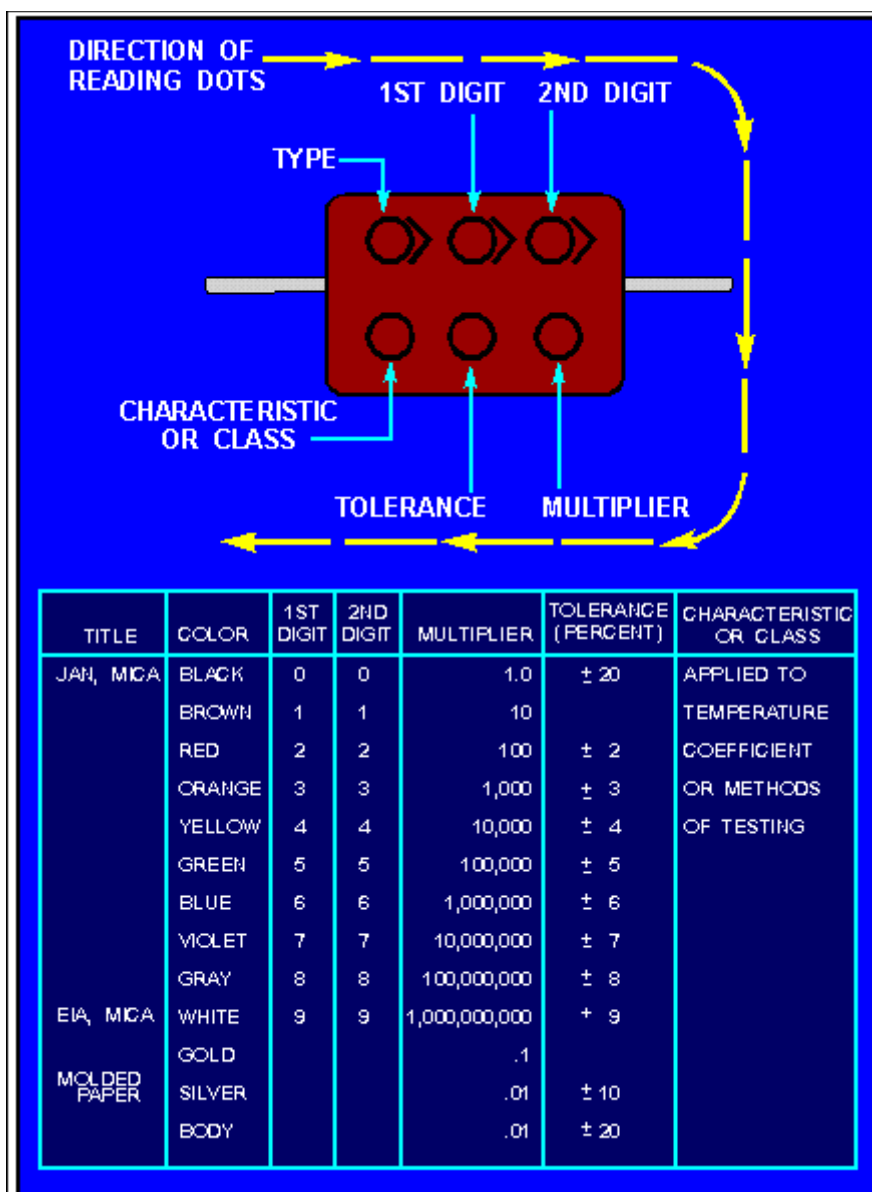 DIRECTION OF
READING DOTS
1ST DIGIT 2ND DIGIT
TYPE
CHARACTERISTIC
OR CLASS
TOLERANCE MULTIPLIER
TITLE COLOR 1ST DIGIT 2ND DIGIT MULTIPLIER TOLERANCE (PERCENT) CHARACTERISTIC OR CLASS
JAN, MICA BLACK 0 0 1.0 ± 20 APPLIED TO
BROWN 1 1 10 TEMPERATURE
RED 2 2 100 ± 2 COEFFICIENT
ORANGE 3 3 1,000 ± 3 OR METHODS
YELLOW 4 4 10,000 ± 4 OF TESTING
GREEN 5 5 100,000 ± 5
BLUE 6 6 1,000,000 ± 6
VIOLET 7 7 10,000,000 ± 7
GRAY 8 8 100,000,000 ± 8
EIA, MICA WHITE 9 9 1,000,000,000 + 9
GOLD .1
MOLDED PAPER SILVER .01 ± 10
BODY .01 ± 20